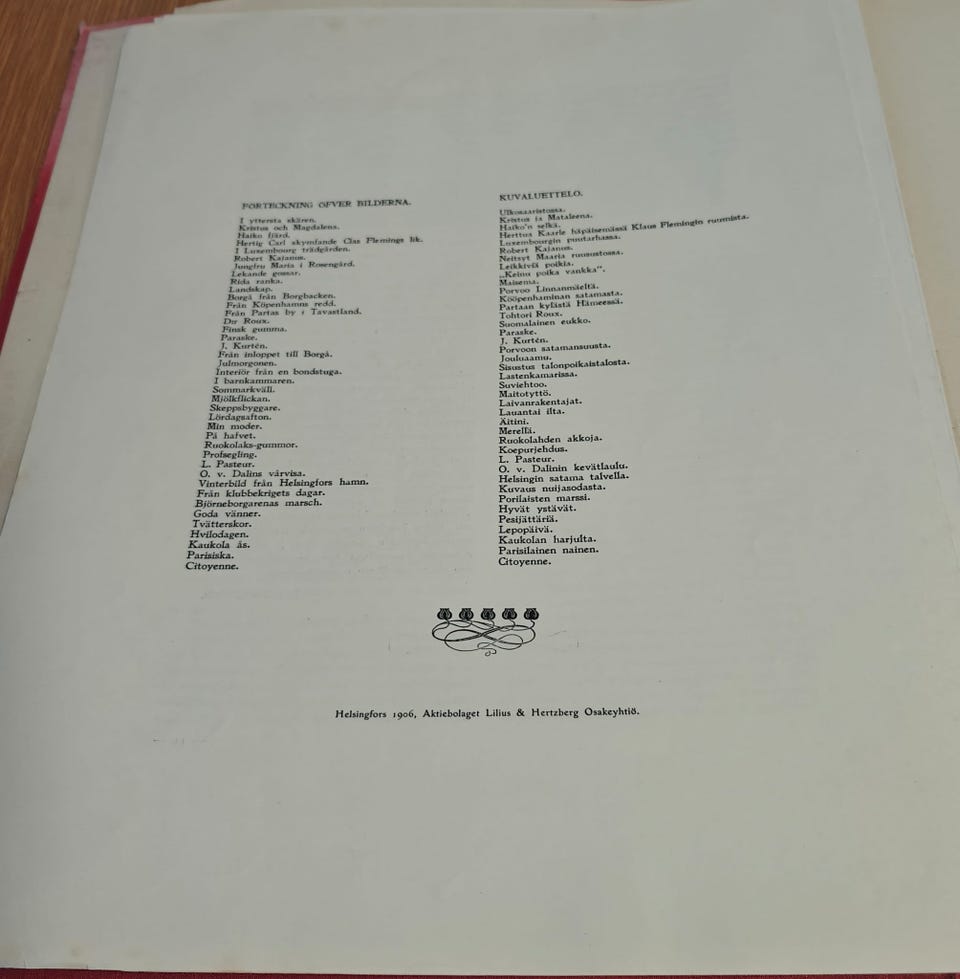 FÖRTECKNING ÖFVER BILDERNA.
I yttersta skären.
Kristus och Magdalena.
Haiko fjärd.
Hertig Carl skymfande Clas Flemings lik.
I Luxembourg trädgården.
Robert Kajanus.
Jungfru Maria i Rosengård.
Lekande gossar.
Rida ranka.
Landskap.
Borgå från Borgbacken.
Från Köpenhamns redd.
Från Partas by i Tavastland.
D:r Roux.
Finsk gumma.
Paraske.
J. Kurtén.
Från inloppet till Borgå.
Julmorgonen.
Interiör från en bondstuga.
I barnkammaren.
Sommarkväll.
Mjölkflickan.
Skeppsbyggare.
Lördagsafton.
Min moder.
På hafvet.
Ruokolaks-gummor.
Profsegling.
L. Pasteur.
O. v. Dalins vårvisa.
Vinterbild från Helsingfors hamn.
Från klubbekrigets dagar.
Björneborgarenas marsch.
Goda vänner.
Tvätterskor.
Hvilodagen.
Kaukola ås.
Parisiska.
Citoyenne.
KUVALUETTELO.
Ulkosaaristossa.
Kristus ja Mataleena.
Haiko'n selkä.
Herttua Kaarle häpäisemässä Klaus Flemingin ruumista.
Luxembourgin puutarhassa.
Robert Kajanus.
Neitsyt Maaria ruusustossa.
Leikkiviä poikia.
„Keinu poika vankka".
Maisema.
Porvoo Linnanmäeltä.
Kööpenhaminan satamasta.
Partaan kylästä Hämeessä.
Tohtori Roux.
Suomalainen eukko.
Paraske.
J. Kurtén.
Porvoon satamansuusta.
Jouluaamu.
Sisustus talonpoikaistalosta.
Lastenkamarissa.
Suviehtoo.
Maitotyttö.
Laivanrakentajat.
Lauantai ilta.
Äitini.
Merellä.
Ruokolahden akkoja.
Koepurjehdus.
L. Pasteur.
O. v. Dalinin kevätlaulu.
Helsingin satama talvella.
Kuvaus nuijasodasta.
Porilaisten marssi.
Hyvät ystävät.
Pesijättäriä.
Lepopäivä.
Kaukolan harjulta.
Parisilainen nainen.
Citoyenne.
Helsingfors 1906, Aktiebolaget Lilius & Hertzberg Osakeyhtiö.